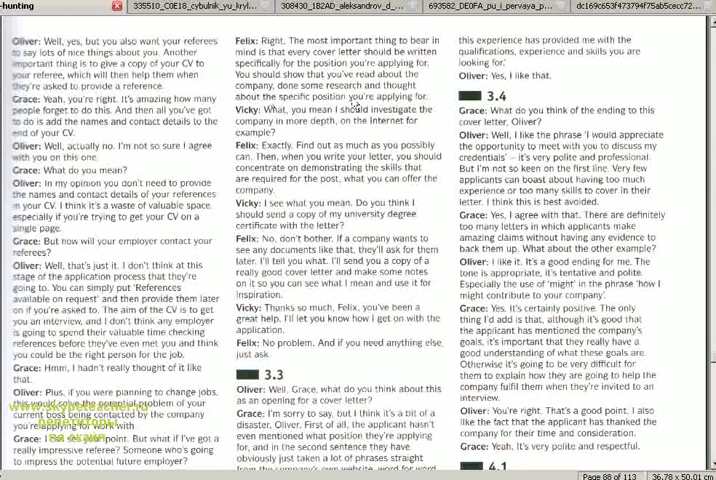 -hunting
335510_C0E18_cybulnik_yu_kryl...
308430_1B2AD_aleksandrov_d_...
693582_DE0FA_pu_i_pervaya_p...
dc169c653f473794f75ab5cecc72...
Oliver: Well, yes, but you also want your referees
to say lots of nice things about you. Another
important thing is to give a copy of your CV to
your referee, which will then help them when
they're asked to provide a reference.
Grace: Yeah, you're right. It's amazing how many
people forget to do this. And then all you've got
to do is add the names and contact details to the
end of your CV.
Oliver: Well, actually no. I'm not so sure I agree
with you on this one.
Grace: What do you mean?
Oliver: In my opinion you don't need to provide
the names and contact details of your references
in your CV. I think it's a waste of valuable space,
especially if you're trying to get your CV on a
single page.
Grace: But how will your employer contact your
referees?
Oliver: Well, that's just it. I don't think at this
stage of the application process that they're
going to. You can simply put 'References
available on request' and then provide them later
on if you're asked to. The aim of the CV is to get
you an interview, and I don't think any employer
is going to spend their valuable time checking
references before they've even met you and think
you could be the right person for the job.
Grace: Hmm, I hadn't really thought of it like
that.
Oliver: Plus, if you were planning to change jobs,
this would solve the potential problem of your
current boss being contacted by the company
you're applying for work with.
Grace: I can see your point. But what if I've got a
really impressive referee? Someone who's going
to impress the potential future employer?
www.skypeteacher.ru
репетиторы
на скайп
Felix: Right. The most important thing to bear in
mind is that every cover letter should be written
specifically for the position you're applying for.
You should show that you've read about the
company, done some research and thought
about the specific position you're applying for.
Vicky: What, you mean I should investigate the
company in more depth, on the Internet for
example?
Felix: Exactly. Find out as much as you possibly
can. Then, when you write your letter, you should
concentrate on demonstrating the skills that
are required for the post, what you can offer the
company.
Vicky: I see what you mean. Do you think I
should send a copy of my university degree
certificate with the letter?
Felix: No, don't bother. If a company wants to
see any documents like that, they'll ask for them
later. I'll tell you what. I'll send you a copy of a
really good cover letter and make some notes
on it so you can see what I mean and use it for
inspiration.
Vicky: Thanks so much, Felix, you've been a
great help. I'll let you know how I get on with the
application.
Felix: No problem. And if you need anything else,
just ask.
3.3
Oliver: Well, Grace, what do you think about this
as an opening for a cover letter?
Grace: I'm sorry to say, but I think it's a bit of a
disaster, Oliver. First of all, the applicant hasn't
even mentioned what position they're applying
for, and in the second sentence they have
obviously just taken a lot of phrases straight
from the company's own website, word for word
this experience has provided me with the
qualifications, experience and skills you are
looking for.'
Oliver: Yes, I like that.
3.4
Grace: What do you think of the ending to this
cover letter, Oliver?
Oliver: Well, I like the phrase 'I would appreciate
the opportunity to meet with you to discuss my
credentials' – it's very polite and professional.
But I'm not so keen on the first line. Very few
applicants can boast about having too much
experience or too many skills to cover in their
letter. I think this is best avoided.
Grace: Yes, I agree with that. There are definitely
too many letters in which applicants make
amazing claims without having any evidence to
back them up. What about the other example?
Oliver: I like it. It's a good ending for me. The
tone is appropriate, it's tentative and polite.
Especially the use of 'might' in the phrase 'how I
might contribute to your company'.
Grace: Yes. It's certainly positive. The only
thing I'd add is that, although it's good that
the applicant has mentioned the company's
goals, it's important that they really have a
good understanding of what these goals are.
Otherwise it's going to be very difficult for
them to explain how they are going to help the
company fulfil them when they're invited to an
interview.
Oliver: You're right. That's a good point. I also
like the fact that the applicant has thanked the
company for their time and consideration.
Grace: Yeah. It's very polite and respectful.
4.1
Page 88 of 113
36.78 x 50.01 cm